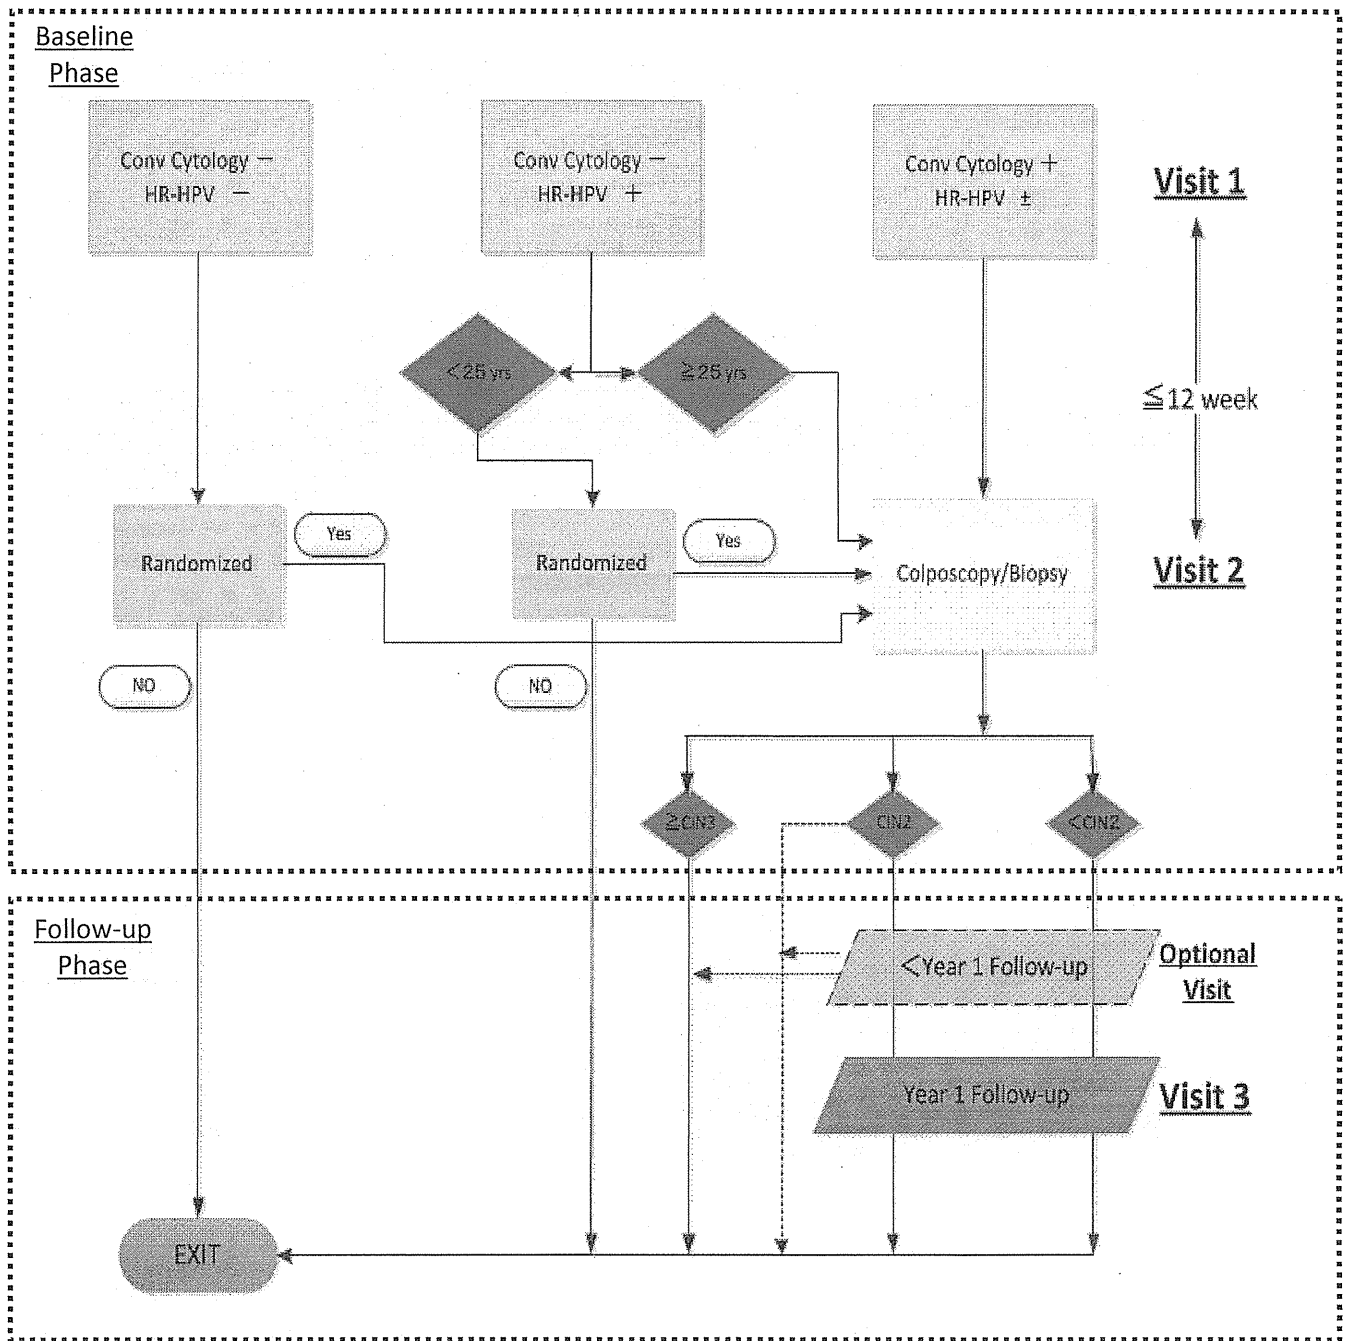 Baseline
Phase
Conv Cytology −
HR-HPV −
Conv Cytology −
HR-HPV +
Conv Cytology +
HR-HPV ±
Visit 1
<25 yrs
≧25 yrs
≦12 week
Randomized
Yes
Randomized
Yes
Colposcopy/Biopsy
Visit 2
NO
NO
≧CIN3
CIN2
<CIN2
Follow-up
Phase
<Year 1 Follow-up
Optional
Visit
Year 1 Follow-up
Visit 3
EXIT